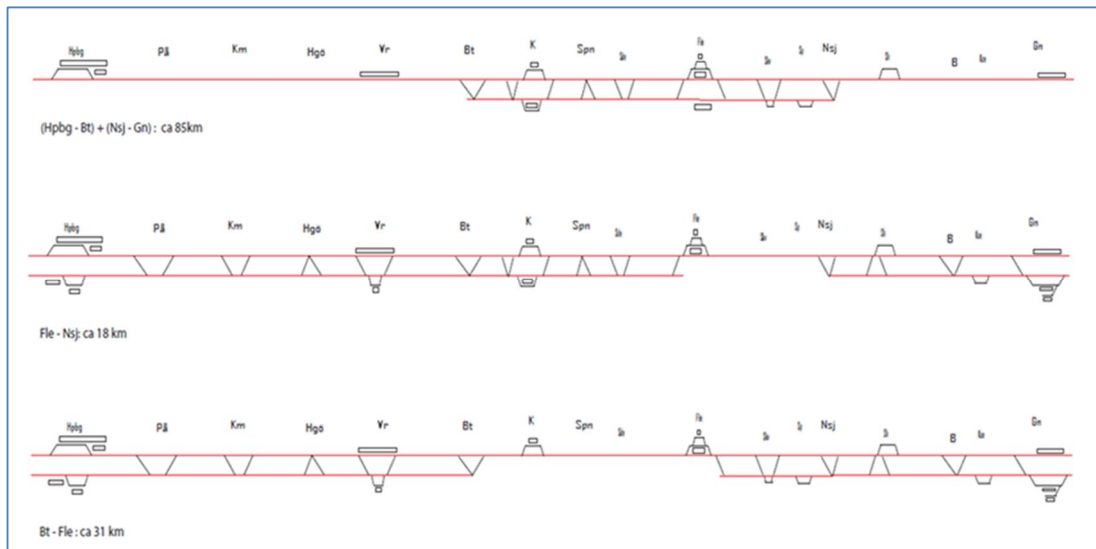 Hpbg På Km Hgö Vr Bt K Spn Fle Nsj B Gn
(Hpbg - Bt) + (Nsj - Gn) : ca 85km
Hpbg På Km Hgö Vr Bt K Spn Fle Nsj B Gn
Fle - Nsj: ca 18 km
Hpbg På Km Hgö Vr Bt K Spn Fle Nsj B Gn
Bt - Fle : ca 31 km